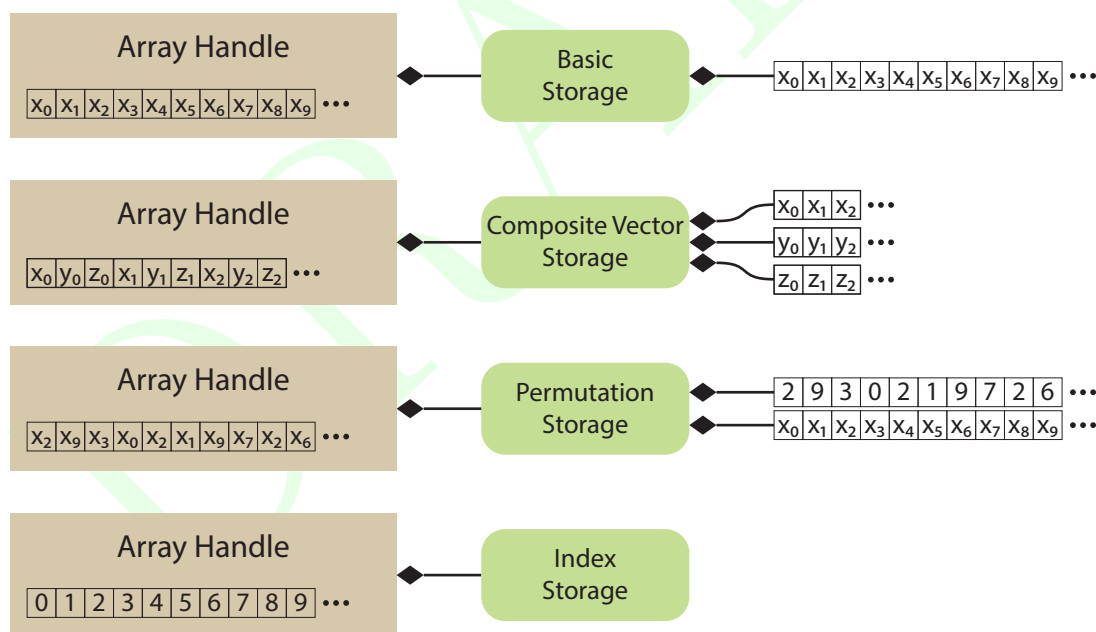 Array Handle
x₀ x₁ x₂ x₃ x₄ x₅ x₆ x₇ x₈ x₉ •••
Basic
Storage
x₀ x₁ x₂ x₃ x₄ x₅ x₆ x₇ x₈ x₉ •••
Array Handle
x₀ y₀ z₀ x₁ y₁ z₁ x₂ y₂ z₂ •••
Composite Vector
Storage
x₀ x₁ x₂ •••
y₀ y₁ y₂ •••
z₀ z₁ z₂ •••
Array Handle
x₂ x₉ x₃ x₀ x₂ x₁ x₉ x₇ x₂ x₆ •••
Permutation
Storage
2 9 3 0 2 1 9 7 2 6 •••
x₀ x₁ x₂ x₃ x₄ x₅ x₆ x₇ x₈ x₉ •••
Array Handle
0 1 2 3 4 5 6 7 8 9 •••
Index
Storage